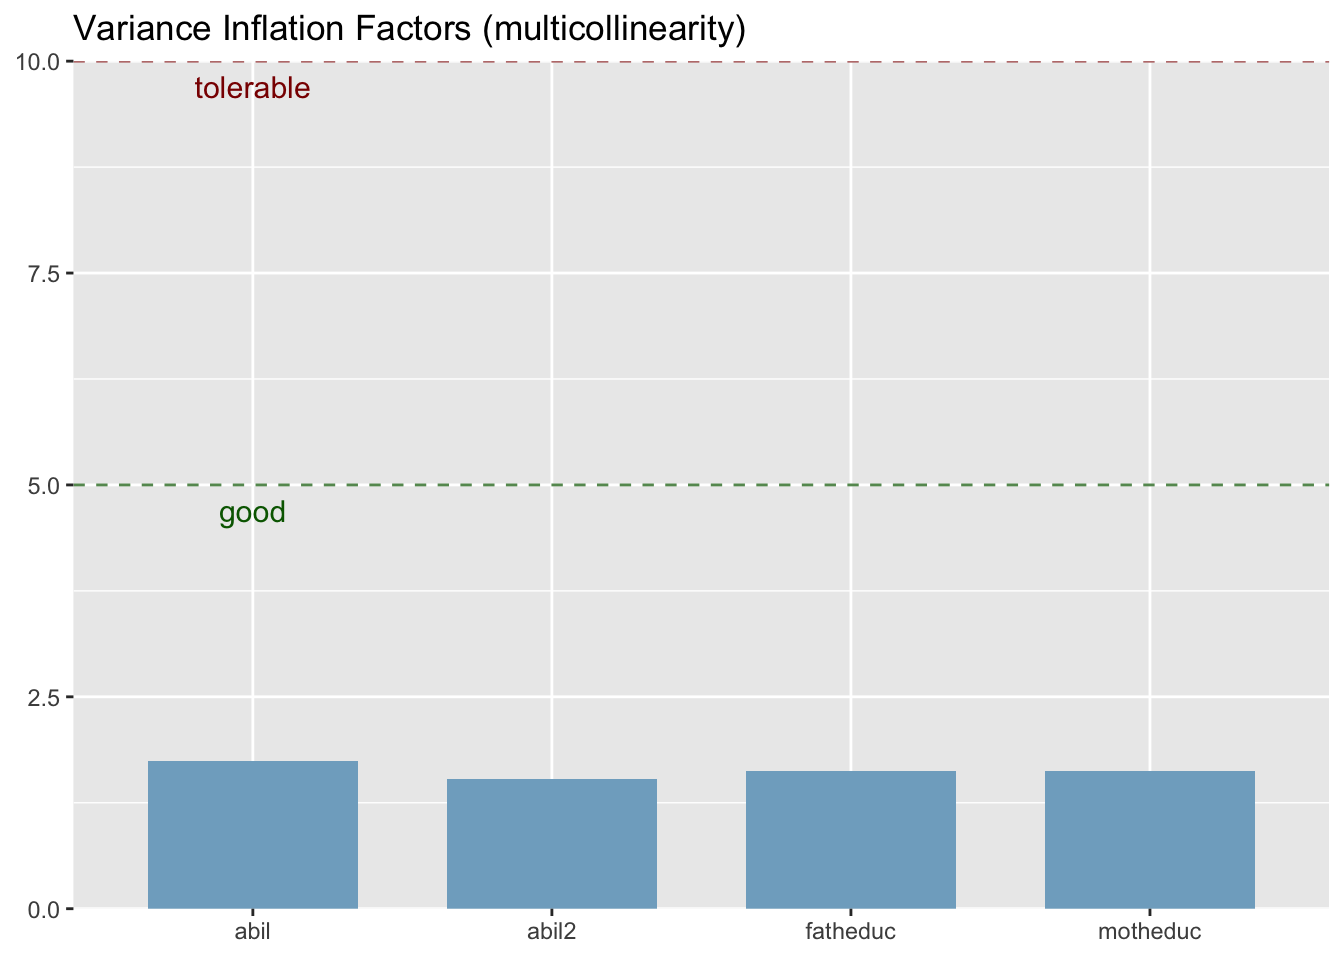 Variance Inflation Factors (multicollinearity)
10.0
tolerable
7.5
5.0
good
2.5
0.0
abil abil2 fatheduc motheduc